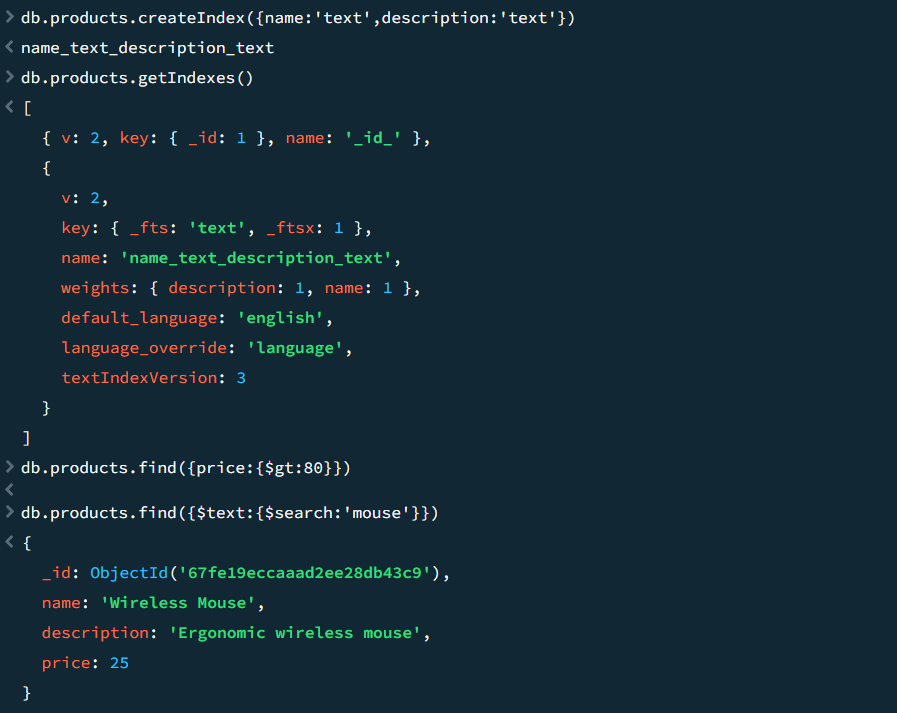 > db.products.createIndex({name:'text',description:'text'})
< name_text_description_text
> db.products.getIndexes()
< [
{ v: 2, key: { _id: 1 }, name: '_id_' },
{
v: 2,
key: { _fts: 'text', _ftsx: 1 },
name: 'name_text_description_text',
weights: { description: 1, name: 1 },
default_language: 'english',
language_override: 'language',
textIndexVersion: 3
}
]
> db.products.find({price:{$gt:80}})
<
> db.products.find({$text:{$search:'mouse'}})
< {
_id: ObjectId('67fe19eccaaad2ee28db43c9'),
name: 'Wireless Mouse',
description: 'Ergonomic wireless mouse',
price: 25
}